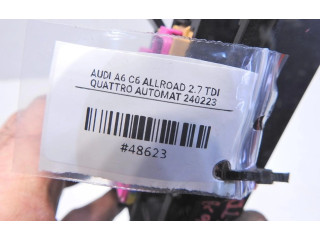 AUDI A6 C6 ALLROAD 2.7 TDI
QUATTRO AUTOMAT 240223
#48623